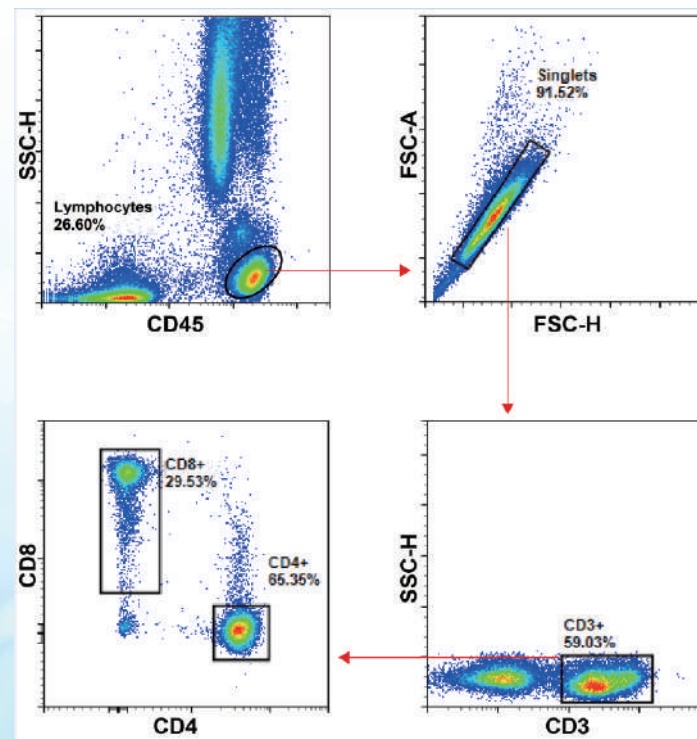 SSC-H
Lymphocytes
26.60%
CD45
FSC-A
Singlets
91.52%
FSC-H
CD8
CD8+
29.53%
CD4+
65.35%
CD4
SSC-H
CD3+
59.03%
CD3